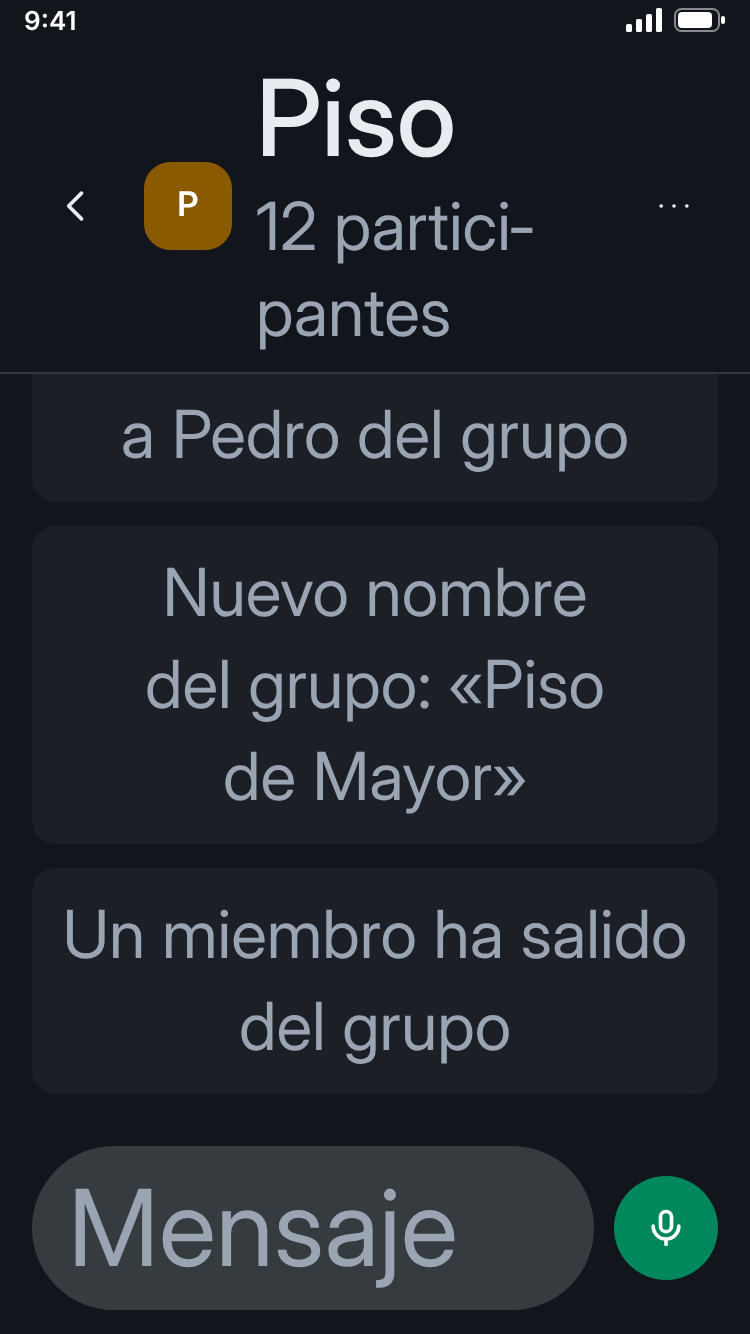 9:41
Piso
P
12 partici-
pantes
a Pedro del grupo
Nuevo nombre
del grupo: «Piso
de Mayor»
Un miembro ha salido
del grupo
Mensaje